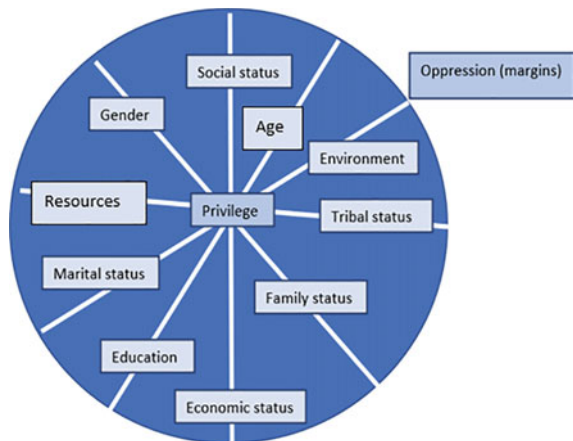 Social status
Oppression (margins)
Gender
Age
Environment
Resources
Privilege
Tribal status
Marital status
Family status
Education
Economic status